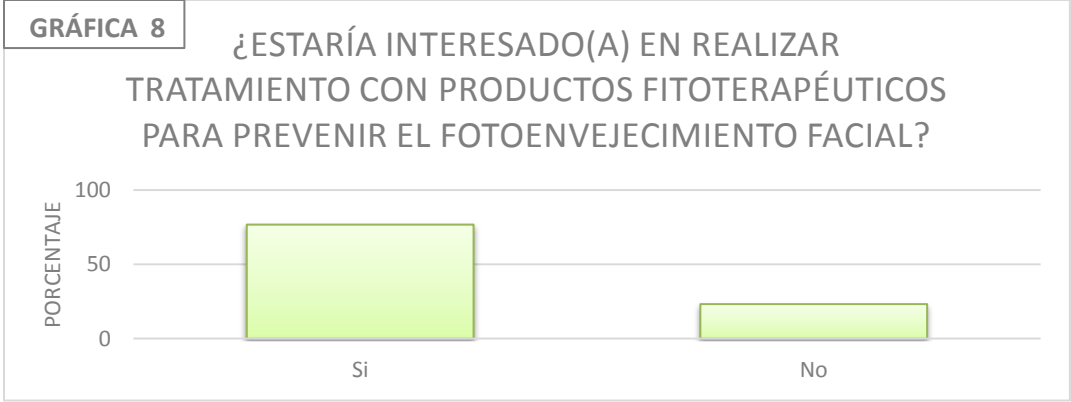 GRÁFICA 8
¿ESTARÍA INTERESADO(A) EN REALIZAR
TRATAMIENTO CON PRODUCTOS FITOTERAPÉUTICOS
PARA PREVENIR EL FOTOENVEJECIMIENTO FACIAL?
PORCENTAJE
100
50
0
Si
No